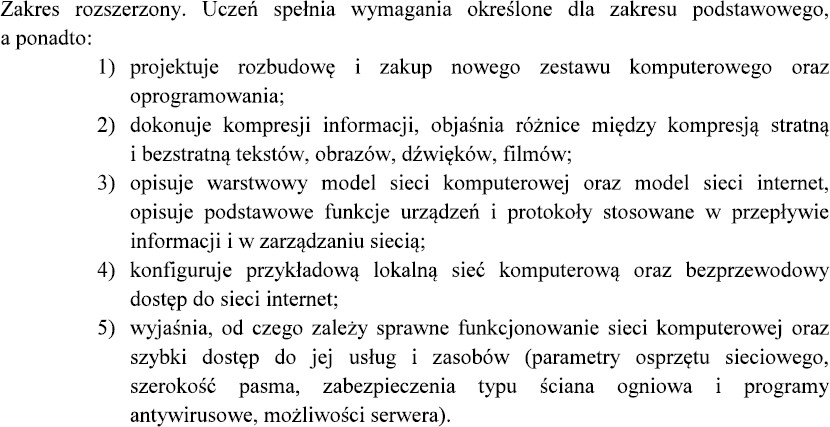 Zakres rozszerzony. Uczeń spełnia wymagania określone dla zakresu podstawowego,
a ponadto:
1) projektuje rozbudowę i zakup nowego zestawu komputerowego oraz
oprogramowania;
2) dokonuje kompresji informacji, objaśnia różnice między kompresją stratną
i bezstratną tekstów, obrazów, dźwięków, filmów;
3) opisuje warstwowy model sieci komputerowej oraz model sieci internet,
opisuje podstawowe funkcje urządzeń i protokoły stosowane w przepływie
informacji i w zarządzaniu siecią;
4) konfiguruje przykładową lokalną sieć komputerową oraz bezprzewodowy
dostęp do sieci internet;
5) wyjaśnia, od czego zależy sprawne funkcjonowanie sieci komputerowej oraz
szybki dostęp do jej usług i zasobów (parametry osprzętu sieciowego,
szerokość pasma, zabezpieczenia typu ściana ogniowa i programy
antywirusowe, możliwości serwera).